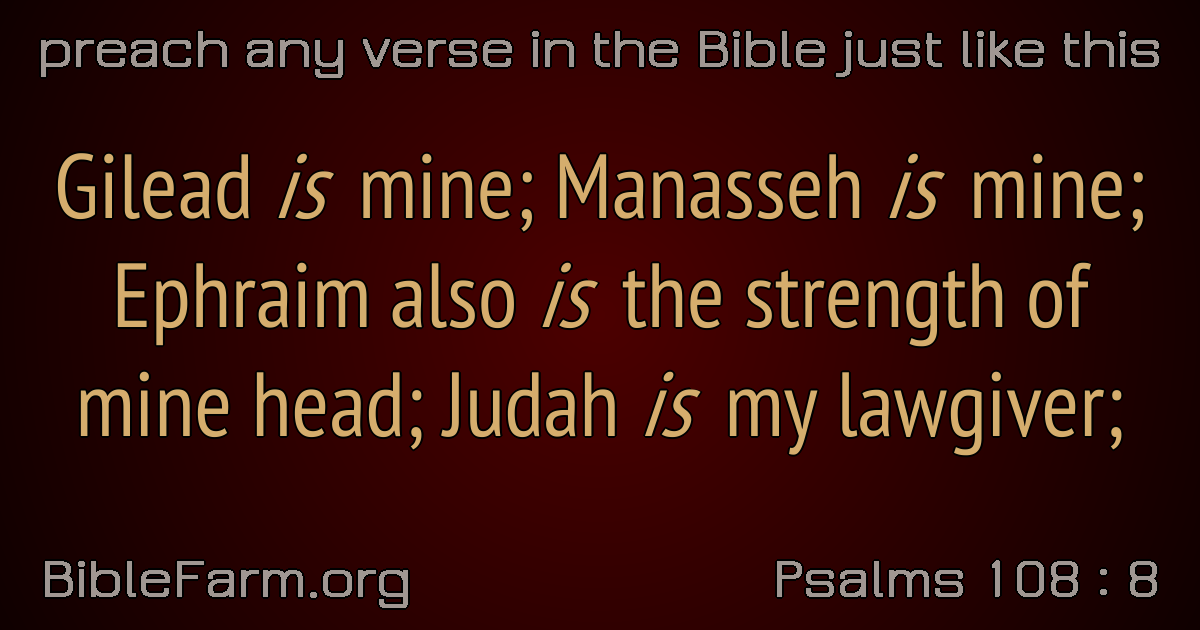 preach any verse in the Bible just like this
Gilead is mine; Manasseh is mine;
Ephraim also is the strength of
mine head; Judah is my lawgiver;
BibleFarm.org
Psalms 108 : 8